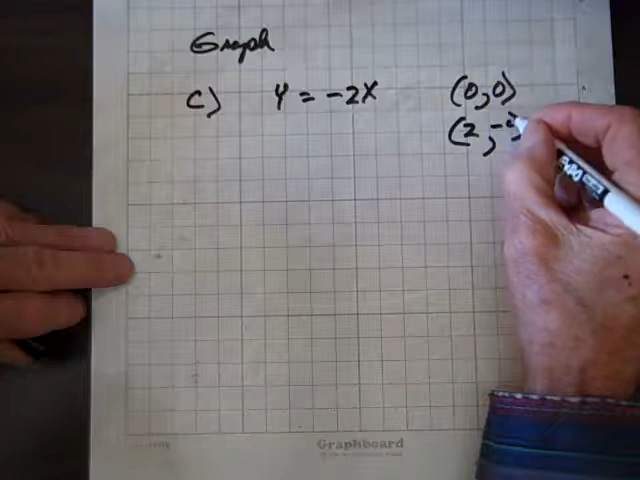 Graph
C) y = -2x (0,0)
(2,-
Graphboard